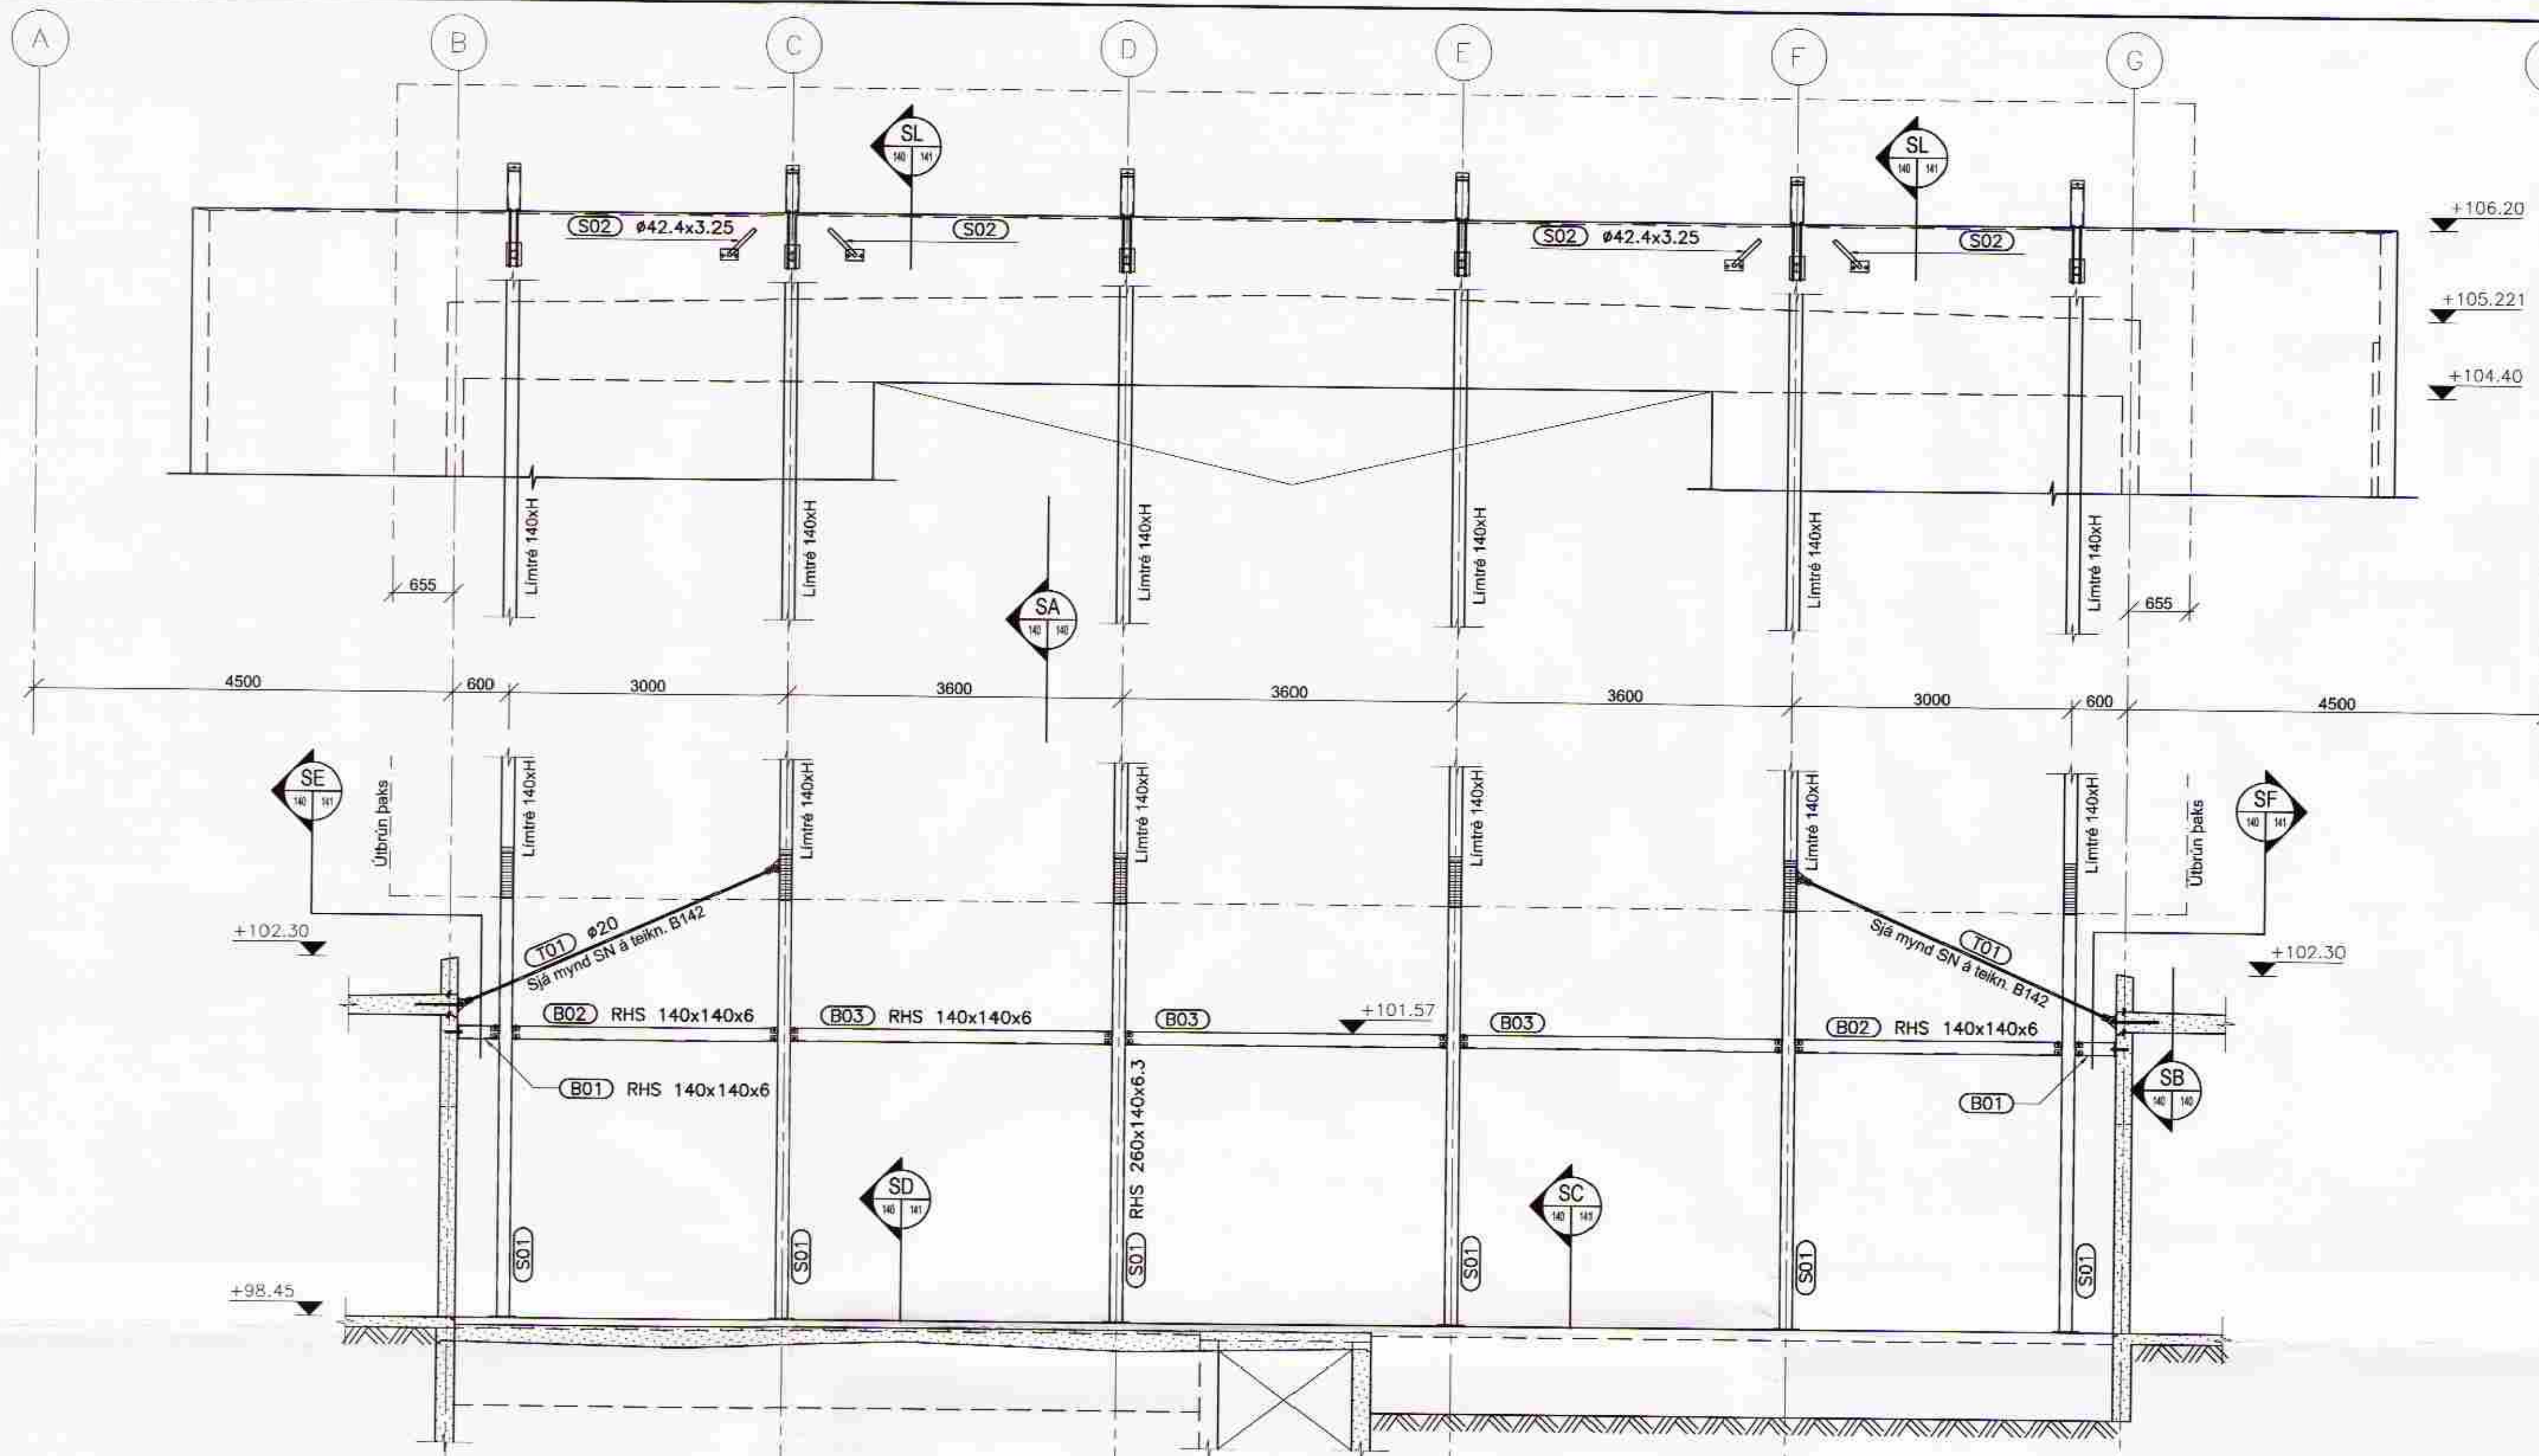 A
B
C
D
E
F
G
SL
140 141
SL
140 141
+106.20
S02 ø42.4x3.25
S02
S02 ø42.4x3.25
S02
+105.221
+104.40
Límtré 140xH
Límtré 140xH
Límtré 140xH
Límtré 140xH
Límtré 140xH
Límtré 140xH
655
SA
140 140
655
4500
600
3000
3600
3600
3600
3000
600
4500
SE
140 141
Útbrún þaks
Límtré 140xH
Límtré 140xH
Límtré 140xH
Límtré 140xH
Límtré 140xH
Límtré 140xH
Útbrún þaks
SF
140 141
+102.30
T01 ø20
Sjá mynd SN á teikn. B142
T01
Sjá mynd SN á teikn. B142
+102.30
B02 RHS 140x140x6
B03 RHS 140x140x6
B03
+101.57
B03
B02 RHS 140x140x6
B01 RHS 140x140x6
B01
SB
140 140
SD
140 141
SC
140 141
S01
S01
S01 RHS 260x140x6.3
S01
S01
S01
+98.45